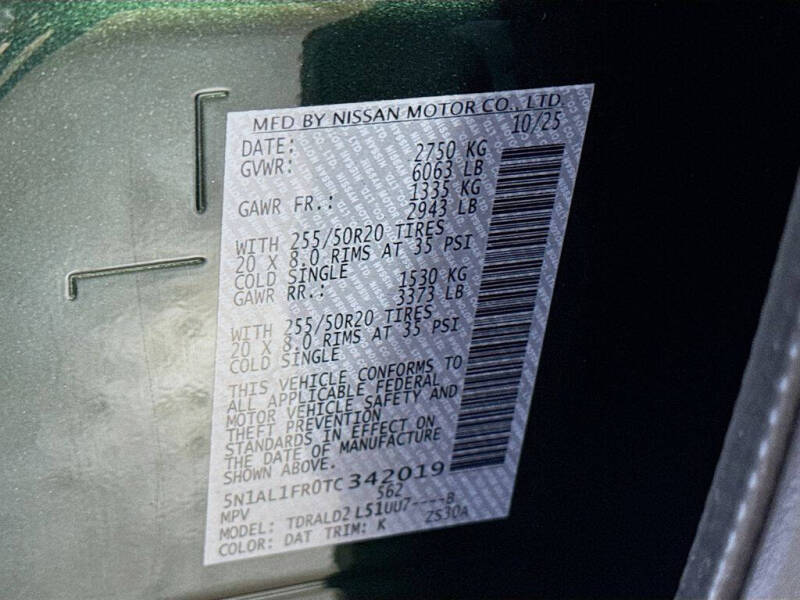 MFD BY NISSAN MOTOR CO., LTD.
DATE: 10/25
GVWR: 2750 KG
6063 LB
GAWR FR.: 1335 KG
2943 LB
WITH 255/50R20 TIRES
20 X 8.0 RIMS AT 35 PSI
COLD SINGLE
GAWR RR.: 1530 KG
3373 LB
WITH 255/50R20 TIRES
20 X 8.0 RIMS AT 35 PSI
COLD SINGLE
THIS VEHICLE CONFORMS TO
ALL APPLICABLE FEDERAL
MOTOR VEHICLE SAFETY AND
THEFT PREVENTION
STANDARDS IN EFFECT ON
THE DATE OF MANUFACTURE
SHOWN ABOVE.
5N1AL1FR0TC342019
MPV 562
MODEL: TDRALD2 LS1UU7----B
COLOR: DAT TRIM: K ZS30A